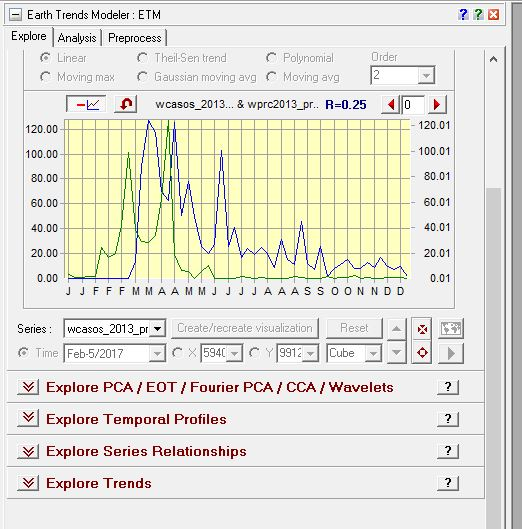 Earth Trends Modeler : ETM
Explore Analysis Preprocess
Linear Theil-Sen trend Polynomial Order
Moving max Gaussian moving avg Moving avg 2
wcasos_2013... & wprc2013_pr.. R=0.25 0
120.00 120.01
100.00 100.01
80.00 80.01
60.00 60.01
40.00 40.01
20.00 20.01
0.00 0.01
J J F F M M A A M M J J J J A A S S O O N N D D
Series : wcasos_2013_pr Create/recreate visualization Reset
Time Feb-5/2017 X 5940 Y 9912 Cube
Explore PCA / EOT / Fourier PCA / CCA / Wavelets ?
Explore Temporal Profiles ?
Explore Series Relationships ?
Explore Trends ?